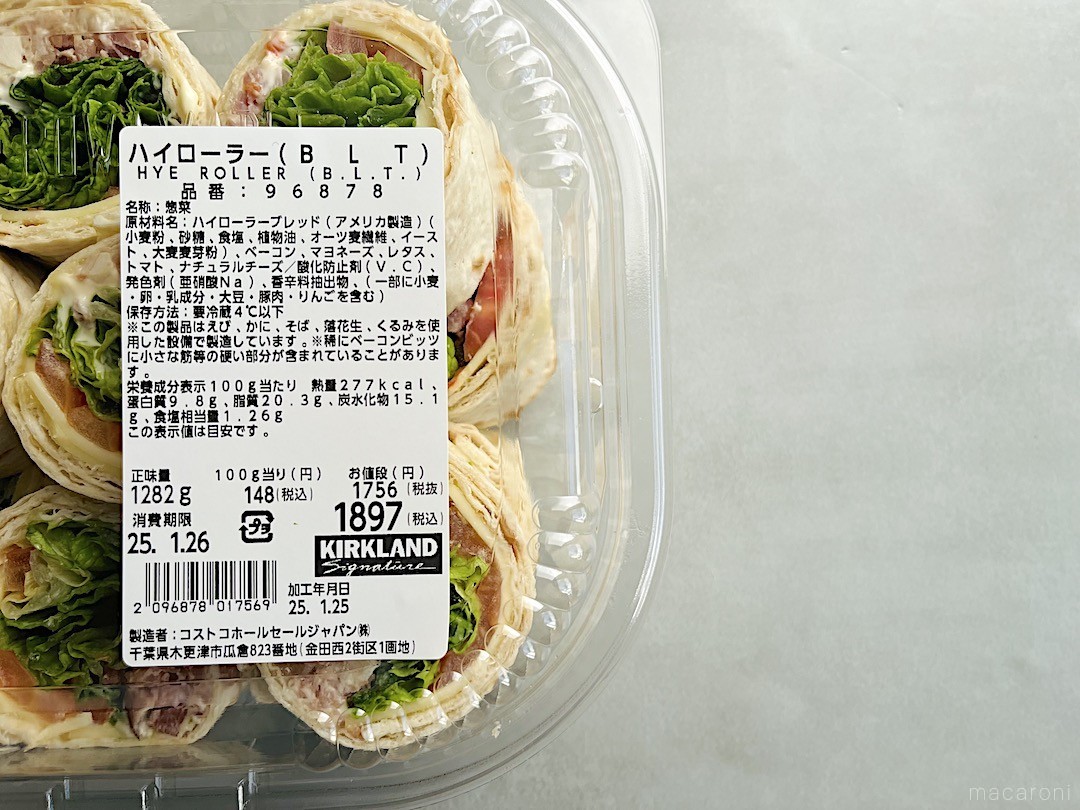 ハイローラー(BLT)
HYE ROLLER (B.L.T.)
品番:96878
名称:惣菜
原材料名:ハイローラーブレッド(アメリカ製造)(
小麦粉、砂糖、食塩、植物油、オーツ麦繊維、イース
ト、大麦麦芽粉)、ベーコン、マヨネーズ、レタス、
トマト、ナチュラルチーズ/酸化防止剤(V.C)、
発色剤(亜硝酸Na)、香辛料抽出物、(一部に小麦
・卵・乳成分・大豆・豚肉・りんごを含む)
保存方法:要冷蔵4℃以下
※この製品はえび、かに、そば、落花生、くるみを使
用した設備で製造しています。※稀にベーコンビッツ
に小さな筋等の硬い部分が含まれていることがありま
す。
栄養成分表示100g当たり 熱量277kcal、
蛋白質9.8g、脂質20.3g、炭水化物15.1
g、食塩相当量1.26g
この表示値は目安です。
正味量 100g当り(円) お値段(円)
1282g 148(税込) 1756(税抜)
消費期限 プラ 1897(税込)
25. 1.26
KIRKLAND
Signature
加工年月日
25. 1.25
2 096878 017569
製造者:コストコホールセールジャパン㈱
千葉県木更津市瓜倉823番地(金田西2街区1画地)
macaroni